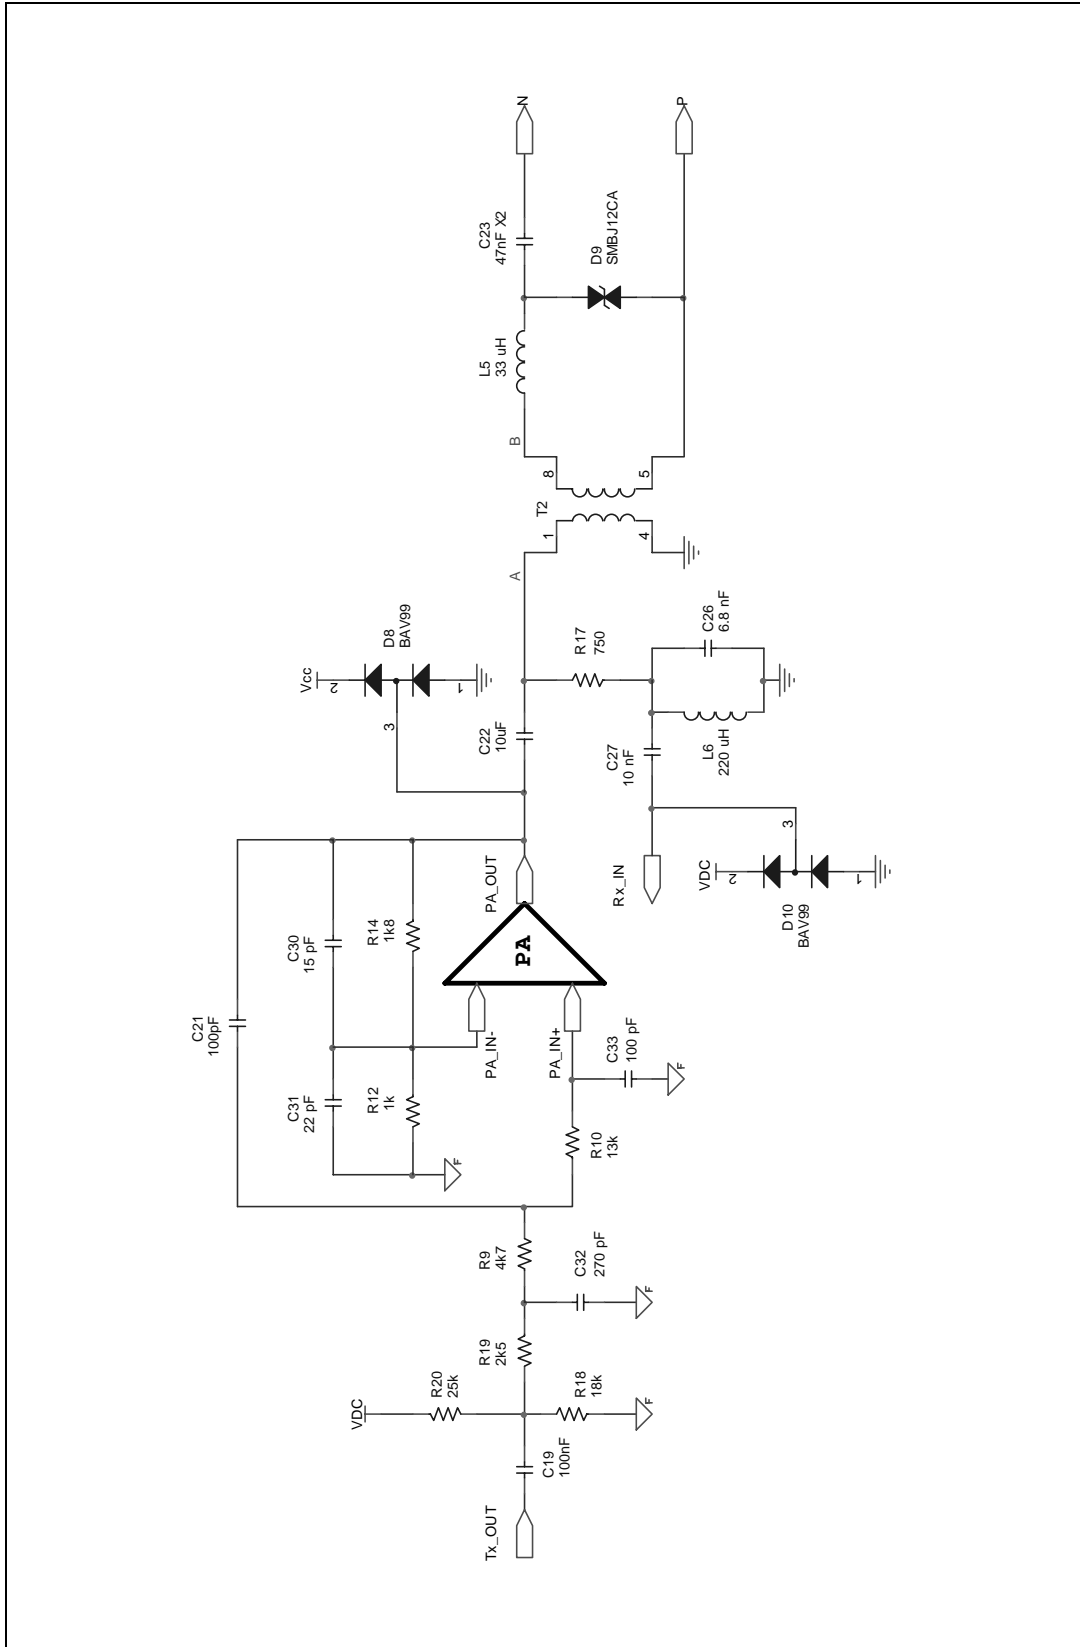 N
P
C23
47nF X2
D9
SMBJ12CA
L5
33 uH
B
8
5
T2
1
4
A
D8
BAV99
Vcc
2
1
3
R17
750
C26
6.8 nF
C22
10uF
C27
10 nF
L6
220 uH
Rx_IN
VDC
2
3
1
D10
BAV99
PA_OUT
PA
C30
15 pF
R14
1k8
C21
100pF
PA_IN-
PA_IN+
C33
100 pF
F
C31
22 pF
R12
1k
F
R10
13k
R9
4k7
C32
270 pF
F
R19
2k5
VDC
R20
25k
R18
18k
F
C19
100nF
Tx_OUT